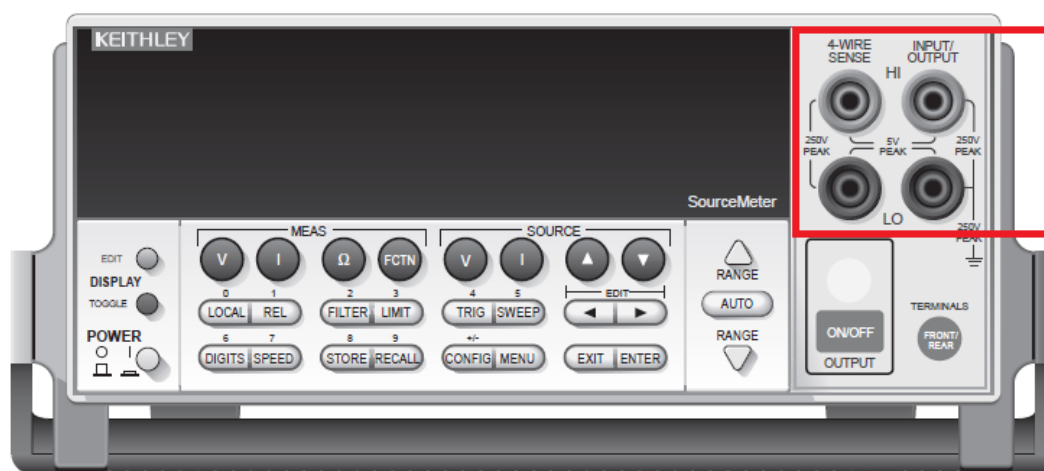 KEITHLEY
SourceMeter
4-WIRE SENSE
INPUT/OUTPUT
HI
250V PEAK
5V PEAK
250V PEAK
LO
250V PEAK
MEAS
SOURCE
V I Ω FCTN V I
EDIT
DISPLAY
TOGGLE
POWER
0 1 2 3 4 5 EDIT
LOCAL REL FILTER LIMIT TRIG SWEEP
6 7 8 9 +/-
DIGITS SPEED STORE RECALL CONFIG MENU EXIT ENTER
RANGE
AUTO
RANGE
ON/OFF
OUTPUT
TERMINALS
FRONT/REAR